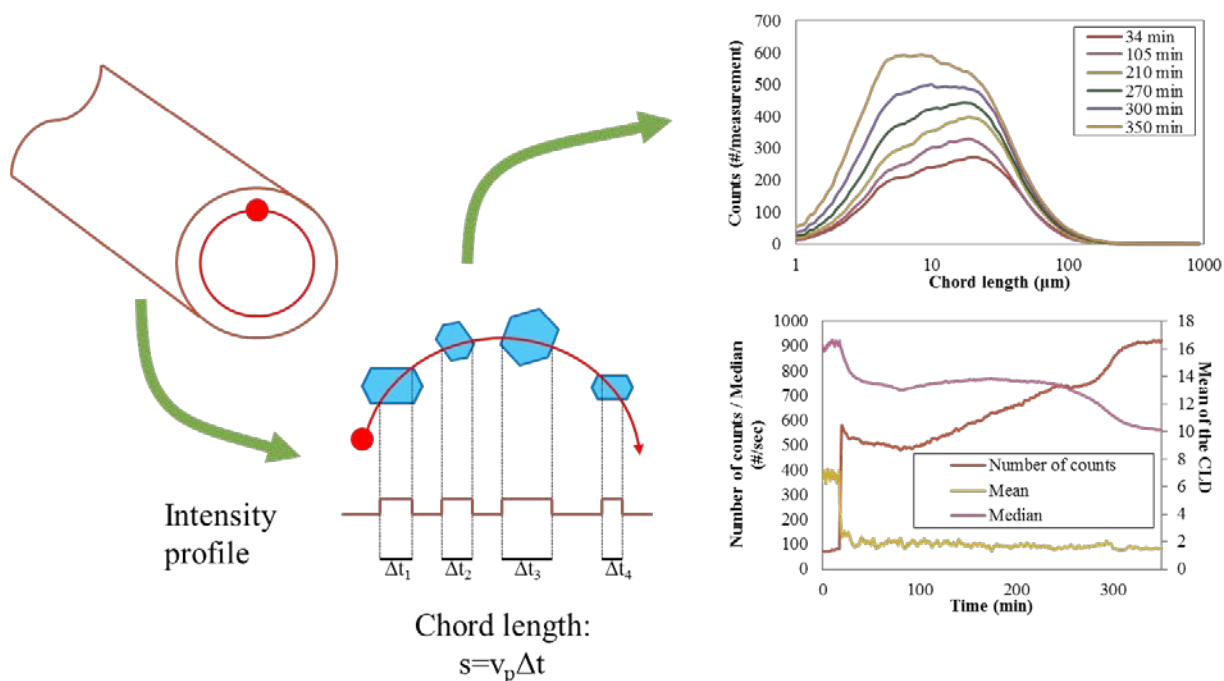 700
600
500
400
300
200
100
0
Counts (#/measurement)
34 min
105 min
210 min
270 min
300 min
350 min
1
10
100
1000
Chord length (µm)
Intensity
profile
Δt₁
Δt₂
Δt₃
Δt₄
Chord length:
s=vₚΔt
1000
900
800
700
600
500
400
300
200
100
0
Number of counts / Median
(#/sec)
Number of counts
Mean
Median
18
16
14
12
10
8
6
4
2
0
Mean of the CLD
0
100
200
300
Time (min)